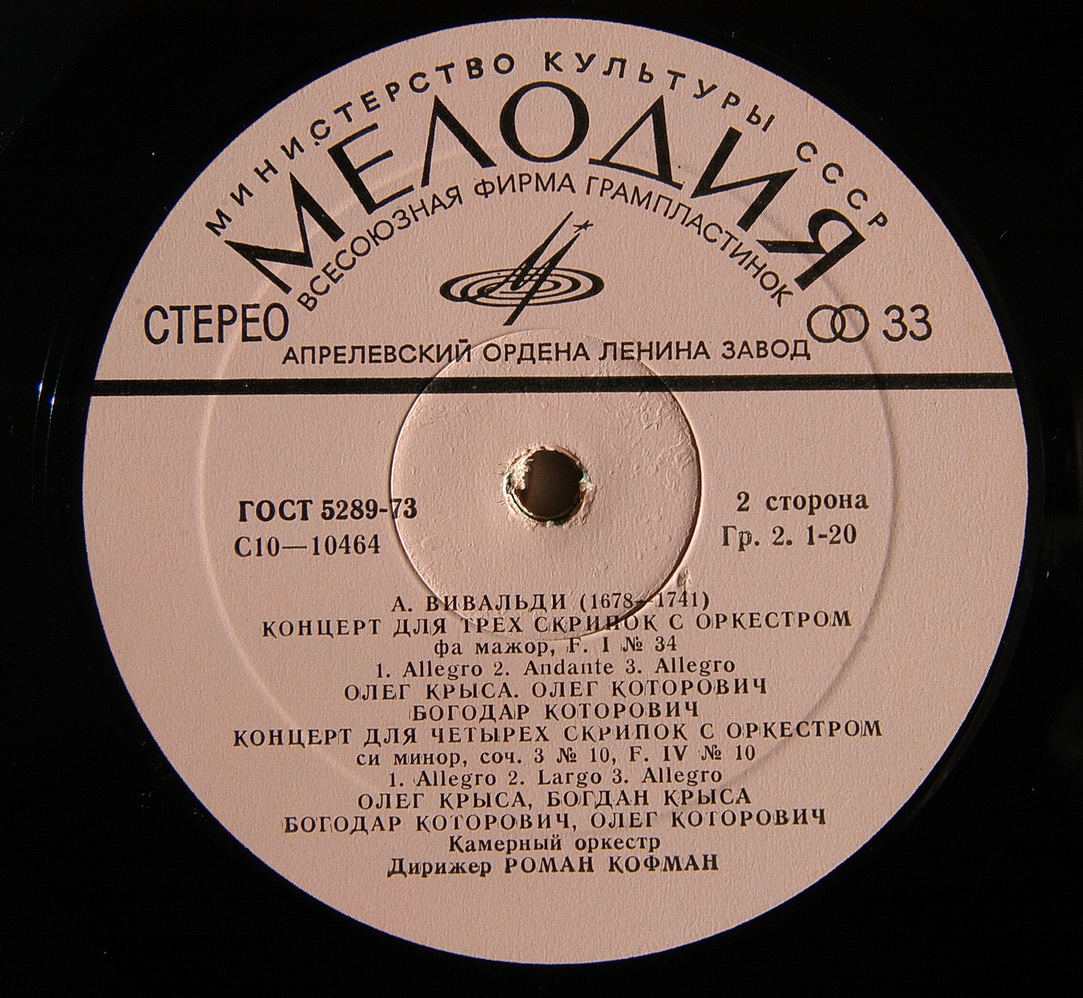 МИНИСТЕРСТВО КУЛЬТУРЫ СССР
МЕЛОДИЯ
ВСЕСОЮЗНАЯ ФИРМА ГРАМПЛАСТИНОК
СТЕРЕО
33
АПРЕЛЕВСКИЙ ОРДЕНА ЛЕНИНА ЗАВОД
ГОСТ 5289-73
С10—10464
2 сторона
Гр. 2. 1-20
А. ВИВАЛЬДИ (1678—1741)
КОНЦЕРТ ДЛЯ ТРЕХ СКРИПОК С ОРКЕСТРОМ
фа мажор, F. I № 34
1. Allegro 2. Andante 3. Allegro
ОЛЕГ КРЫСА. ОЛЕГ КОТОРОВИЧ
БОГОДАР КОТОРОВИЧ
КОНЦЕРТ ДЛЯ ЧЕТЫРЕХ СКРИПОК С ОРКЕСТРОМ
си минор, соч. 3 № 10, F. IV № 10
1. Allegro 2. Largo 3. Allegro
ОЛЕГ КРЫСА, БОГДАН КРЫСА
БОГОДАР КОТОРОВИЧ, ОЛЕГ КОТОРОВИЧ
Камерный оркестр
Дирижер РОМАН КОФМАН